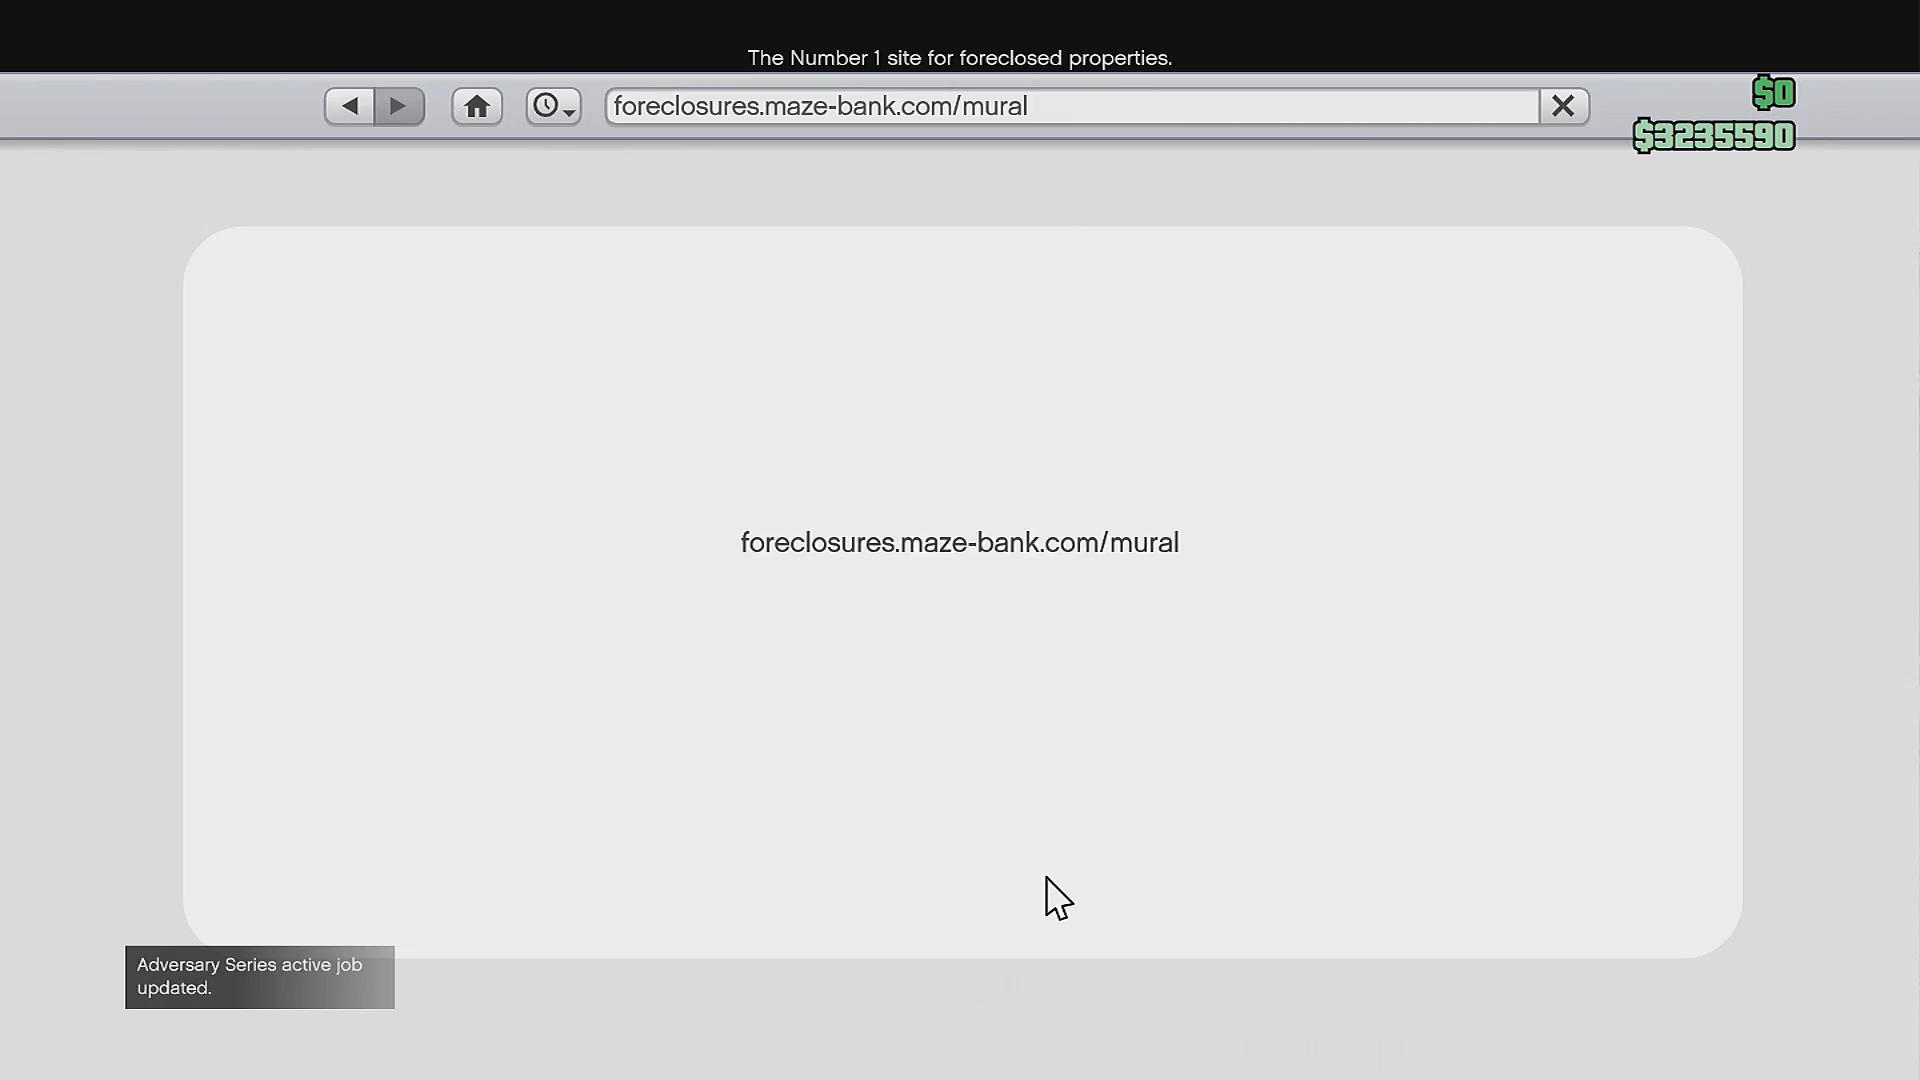 The Number 1 site for foreclosed properties.
foreclosures.maze-bank.com/mural
$0
$3235590
foreclosures.maze-bank.com/mural
Adversary Series active job
updated.